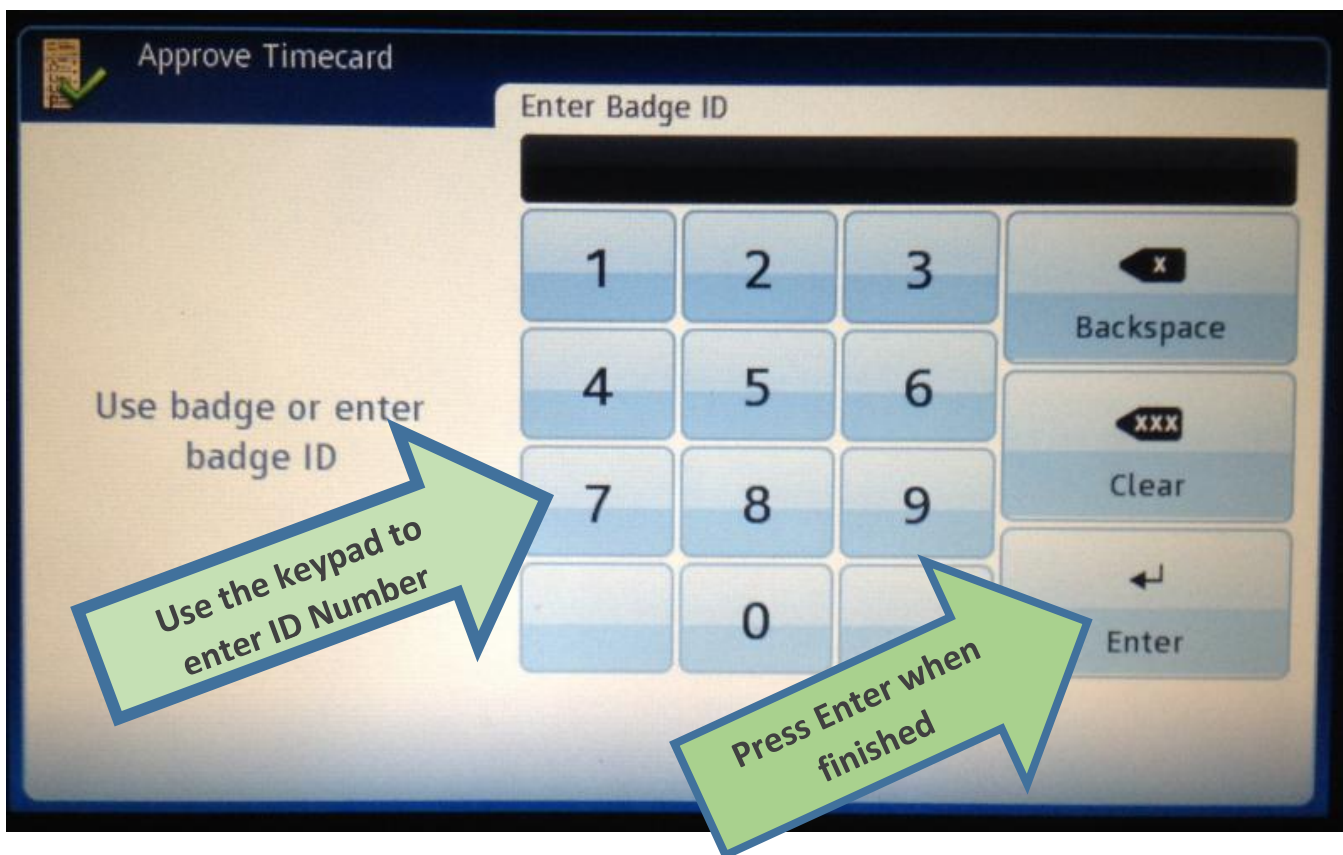 Approve Timecard
Enter Badge ID
1 2 3
X
Backspace
4 5 6
XXX
Clear
Use badge or enter
badge ID
7 8 9
0
Enter
Use the keypad to
enter ID Number
Press Enter when
finished